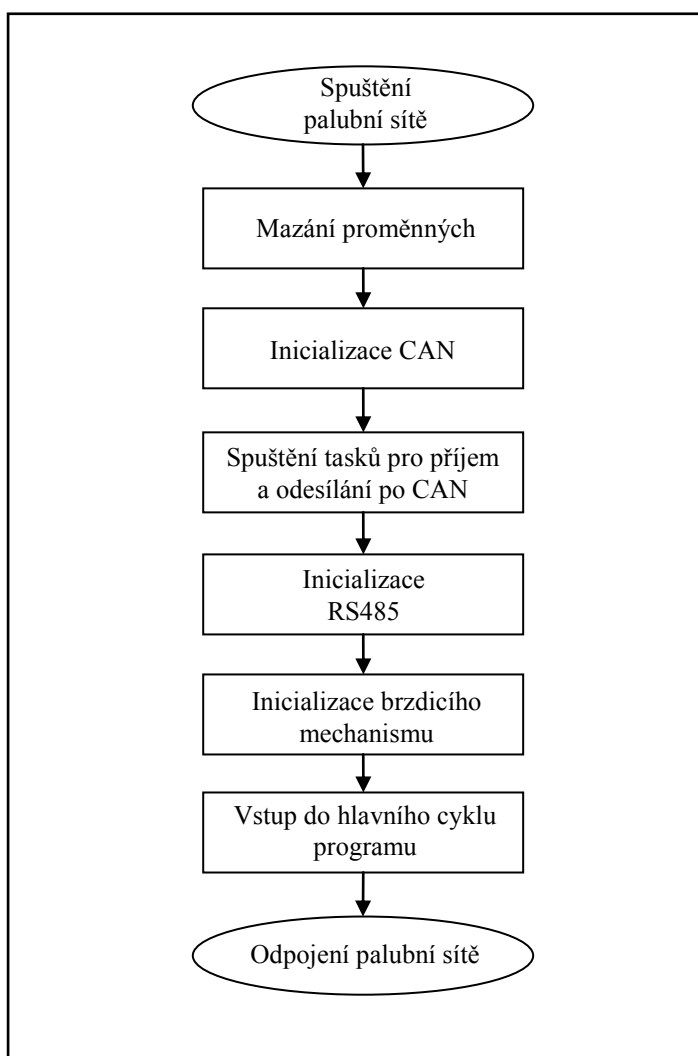 Spuštění
palubní sítě
Mazání proměnných
Inicializace CAN
Spuštění tasků pro příjem
a odesílání po CAN
Inicializace
RS485
Inicializace brzdicího
mechanismu
Vstup do hlavního cyklu
programu
Odpojení palubní sítě